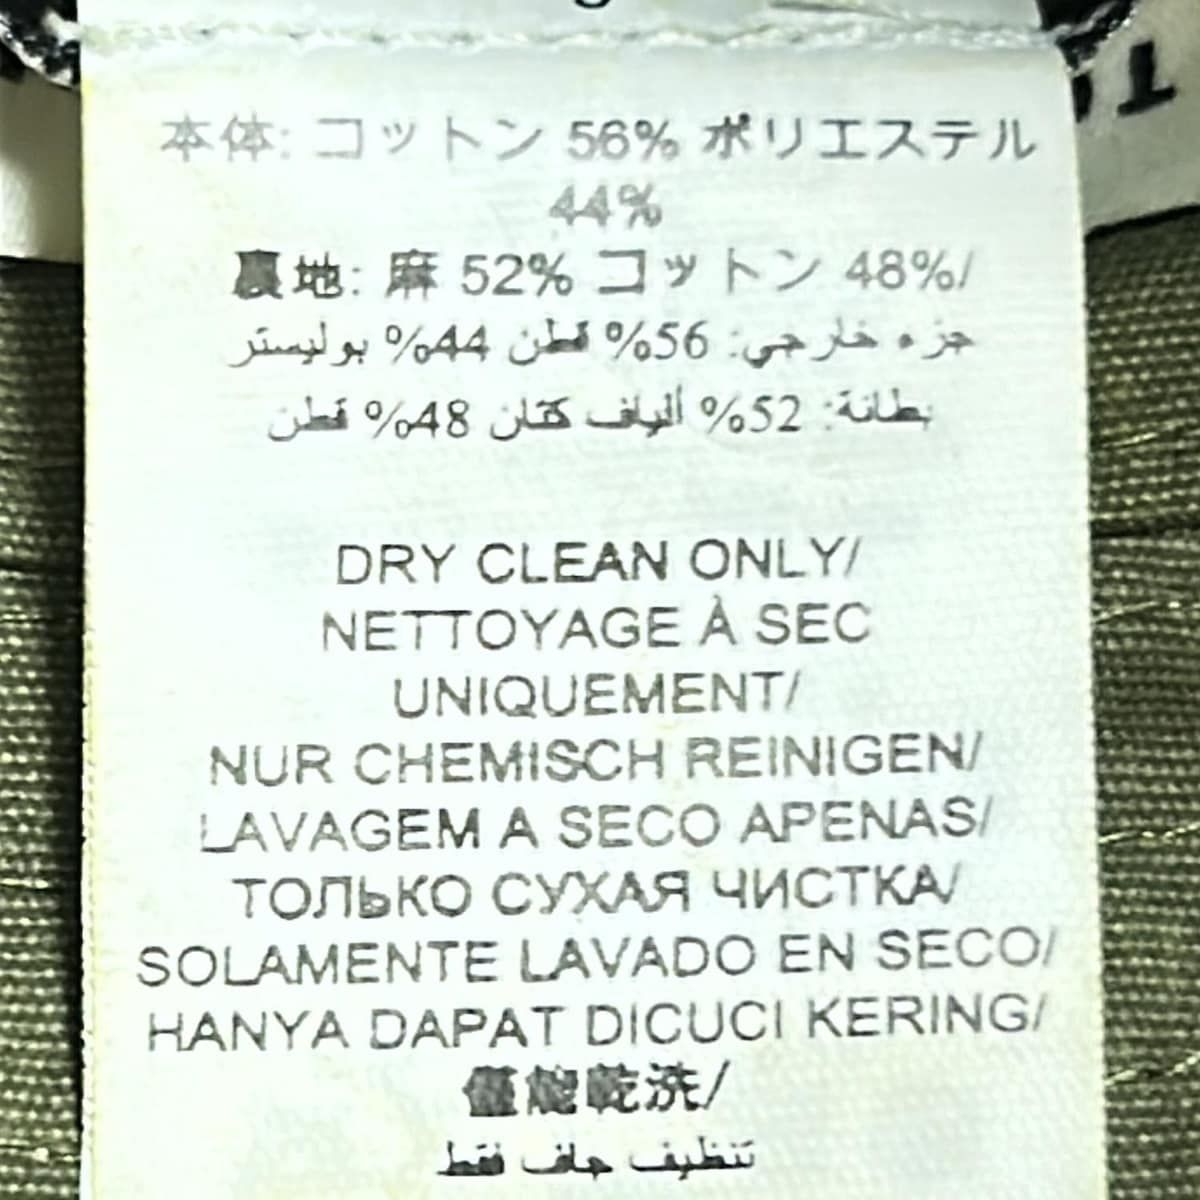 本体: コットン 56% ポリエステル
44%
裏地: 麻 52% コットン 48%/
جزء خارجي: 56% قطن 44% بوليستر
بطانة: 52% ألياف كتان 48% قطن
DRY CLEAN ONLY/
NETTOYAGE À SEC
UNIQUEMENT/
NUR CHEMISCH REINIGEN/
LAVAGEM A SECO APENAS/
ТОЛЬКО СУХАЯ ЧИСТКА/
SOLAMENTE LAVADO EN SECO/
HANYA DAPAT DICUCI KERING/
僅能乾洗/
تنظيف جاف فقط